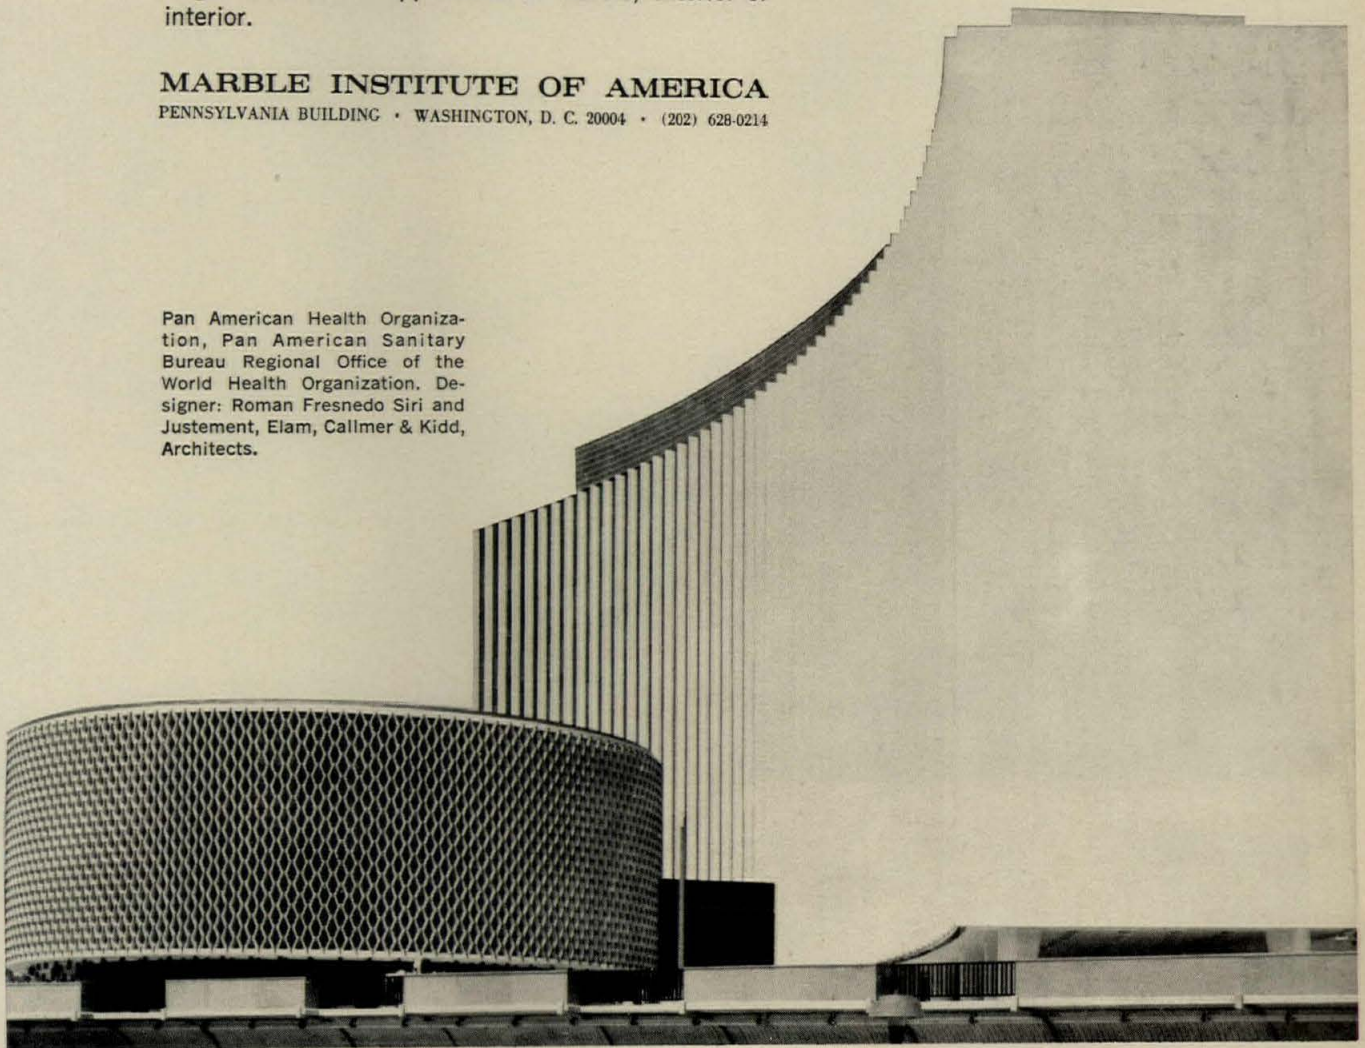 interior.
MARBLE INSTITUTE OF AMERICA
PENNSYLVANIA BUILDING • WASHINGTON, D. C. 20004 • (202) 628-0214
Pan American Health Organiza-
tion, Pan American Sanitary
Bureau Regional Office of the
World Health Organization. De-
signer: Roman Fresnedo Siri and
Justement, Elam, Callmer & Kidd,
Architects.